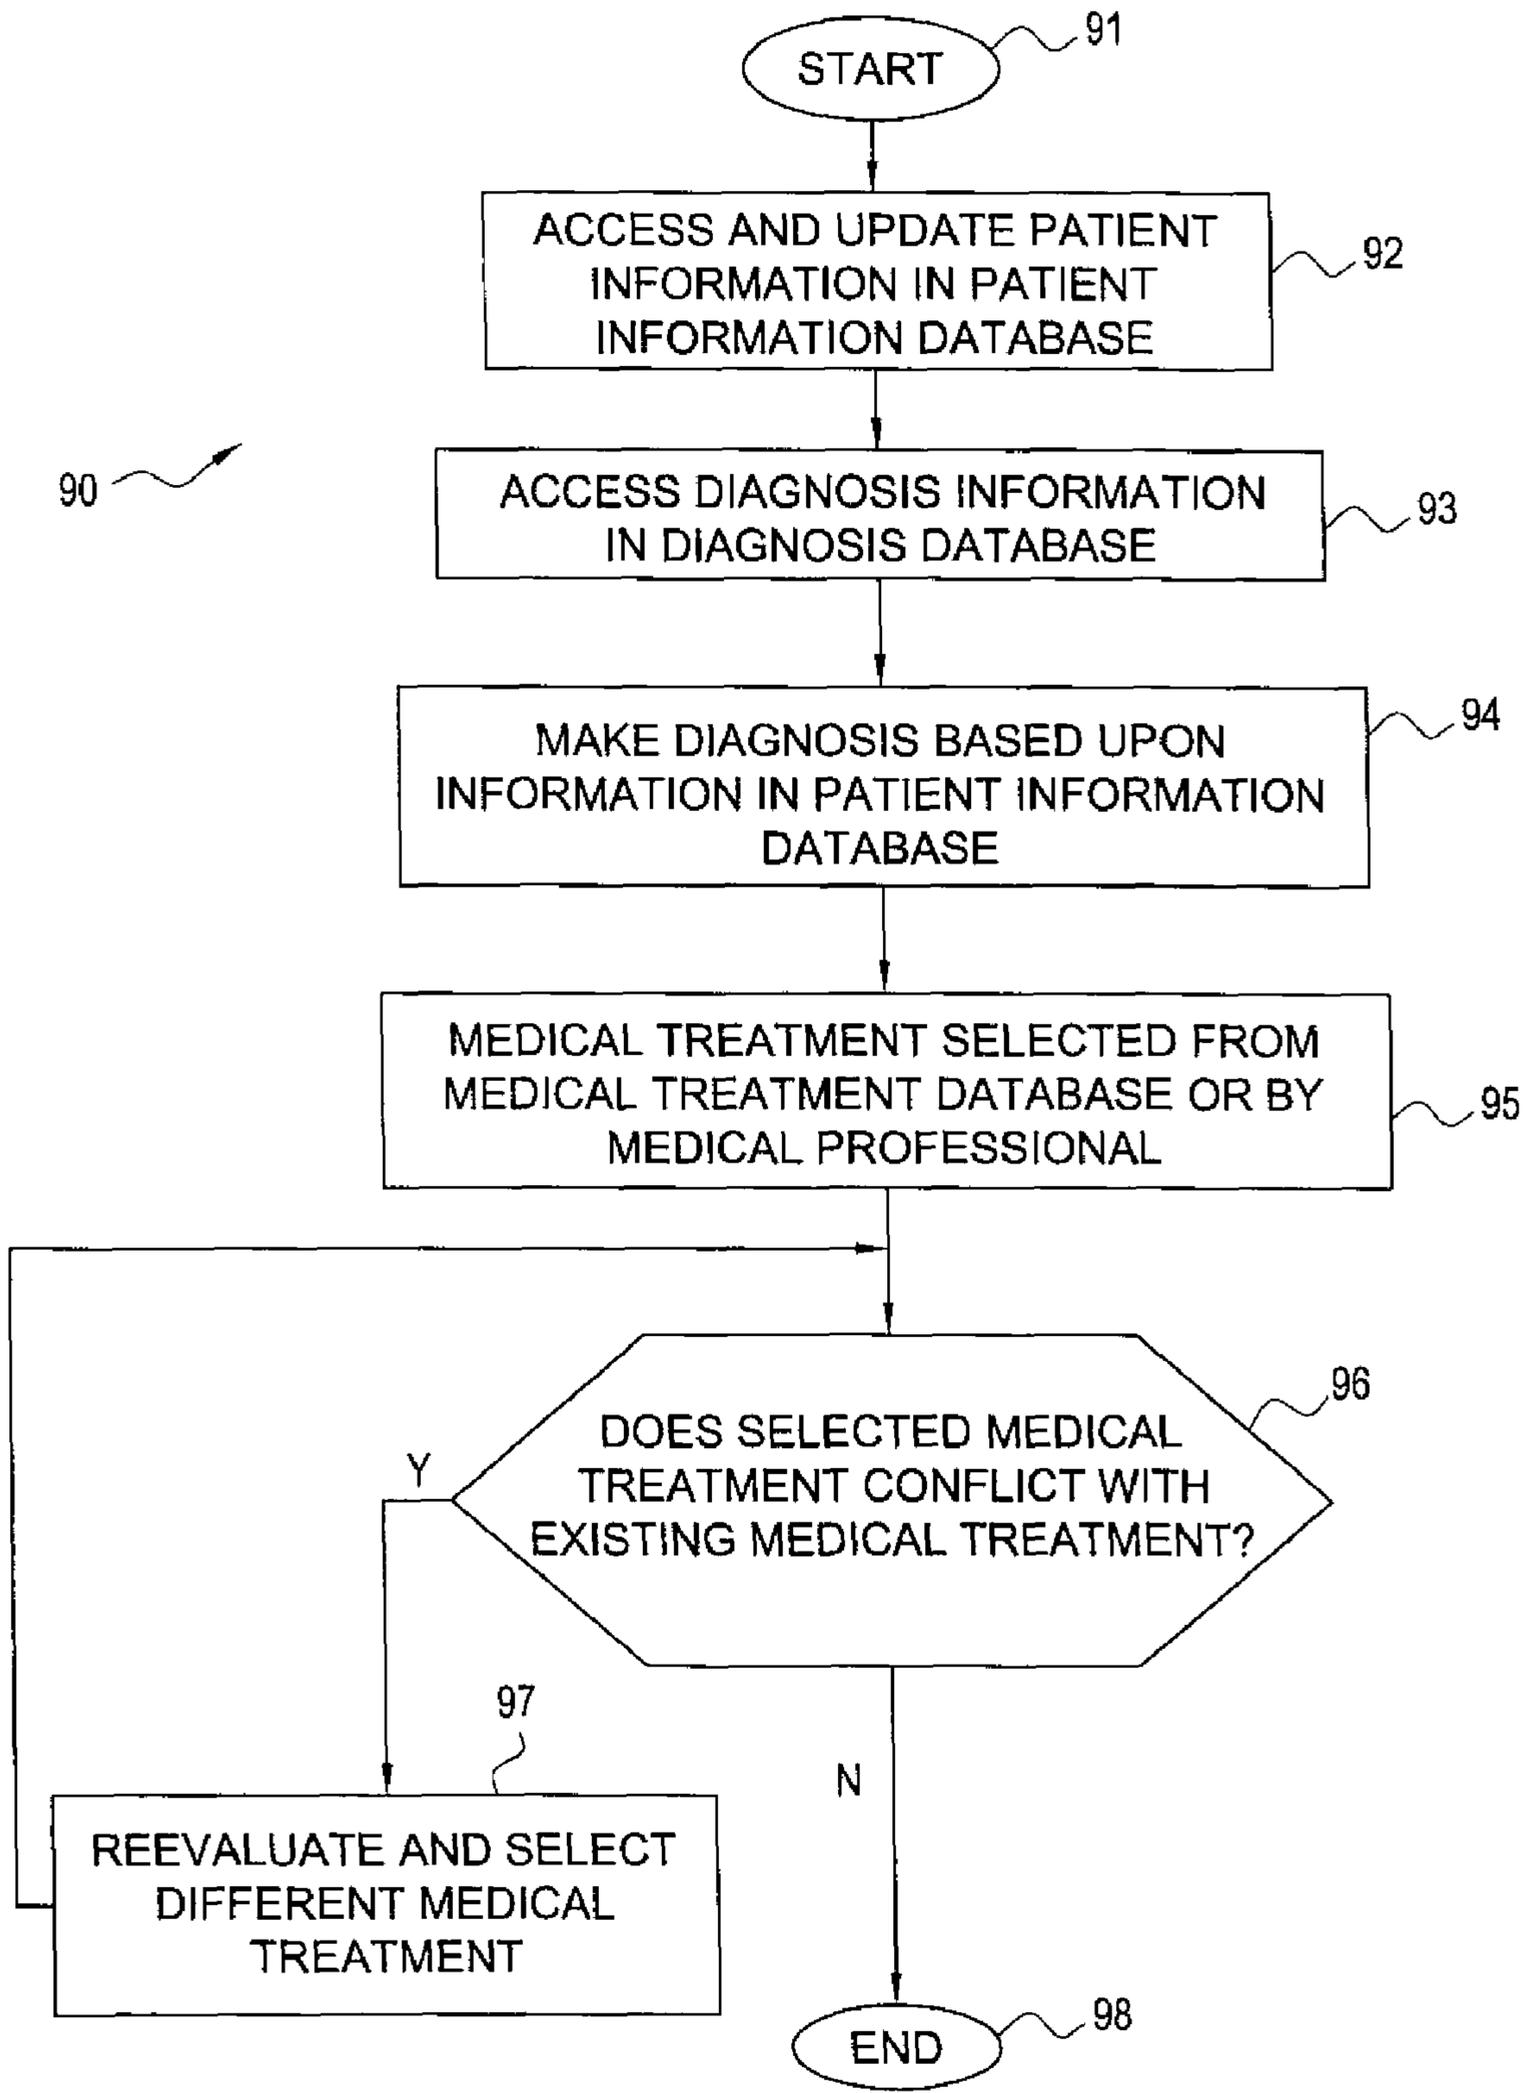 91
START
ACCESS AND UPDATE PATIENT
INFORMATION IN PATIENT
INFORMATION DATABASE
92
90
ACCESS DIAGNOSIS INFORMATION
IN DIAGNOSIS DATABASE
93
MAKE DIAGNOSIS BASED UPON
INFORMATION IN PATIENT INFORMATION
DATABASE
94
MEDICAL TREATMENT SELECTED FROM
MEDICAL TREATMENT DATABASE OR BY
MEDICAL PROFESSIONAL
95
96
DOES SELECTED MEDICAL
TREATMENT CONFLICT WITH
EXISTING MEDICAL TREATMENT?
Y
97
N
REEVALUATE AND SELECT
DIFFERENT MEDICAL
TREATMENT
END
98